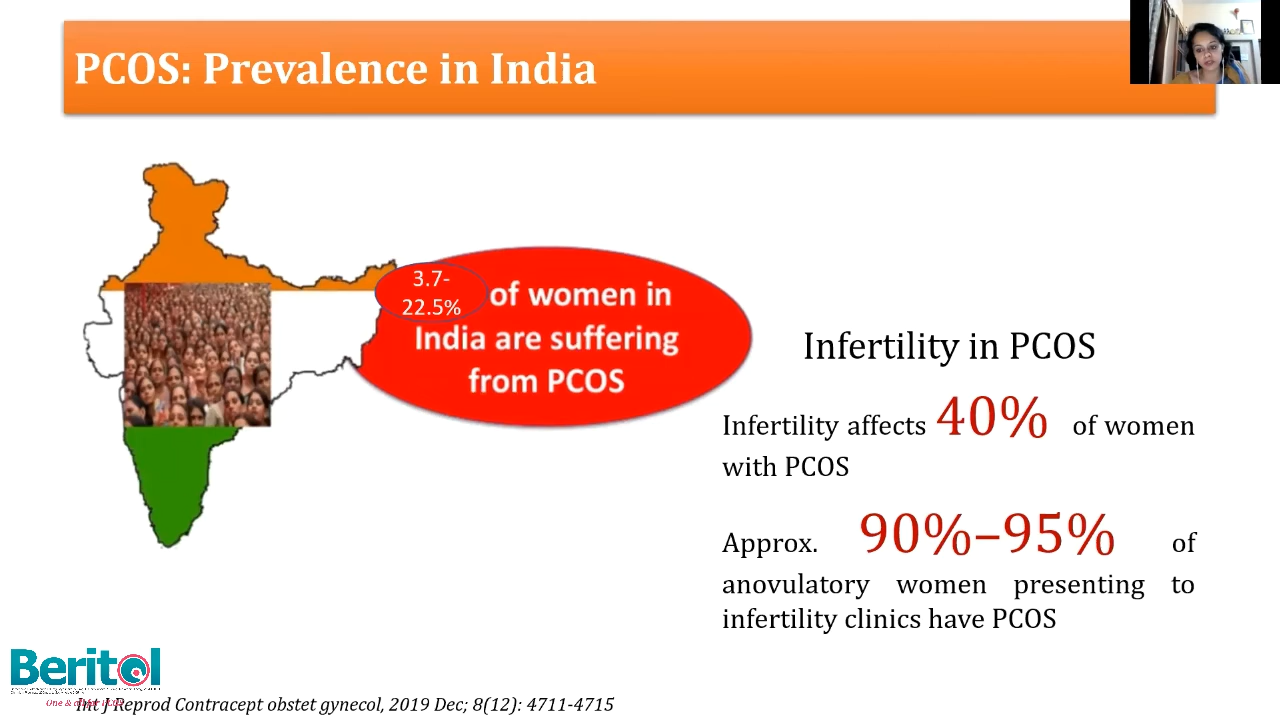 PCOS: Prevalence in India
3.7-
22.5%
of women in
India are suffering
from PCOS
Infertility in PCOS
Infertility affects 40% of women
with PCOS
Approx. 90%–95% of
anovulatory women presenting to
infertility clinics have PCOS
Beritol
One &
Int J Reprod Contracept obstet gynecol, 2019 Dec; 8(12): 4711-4715